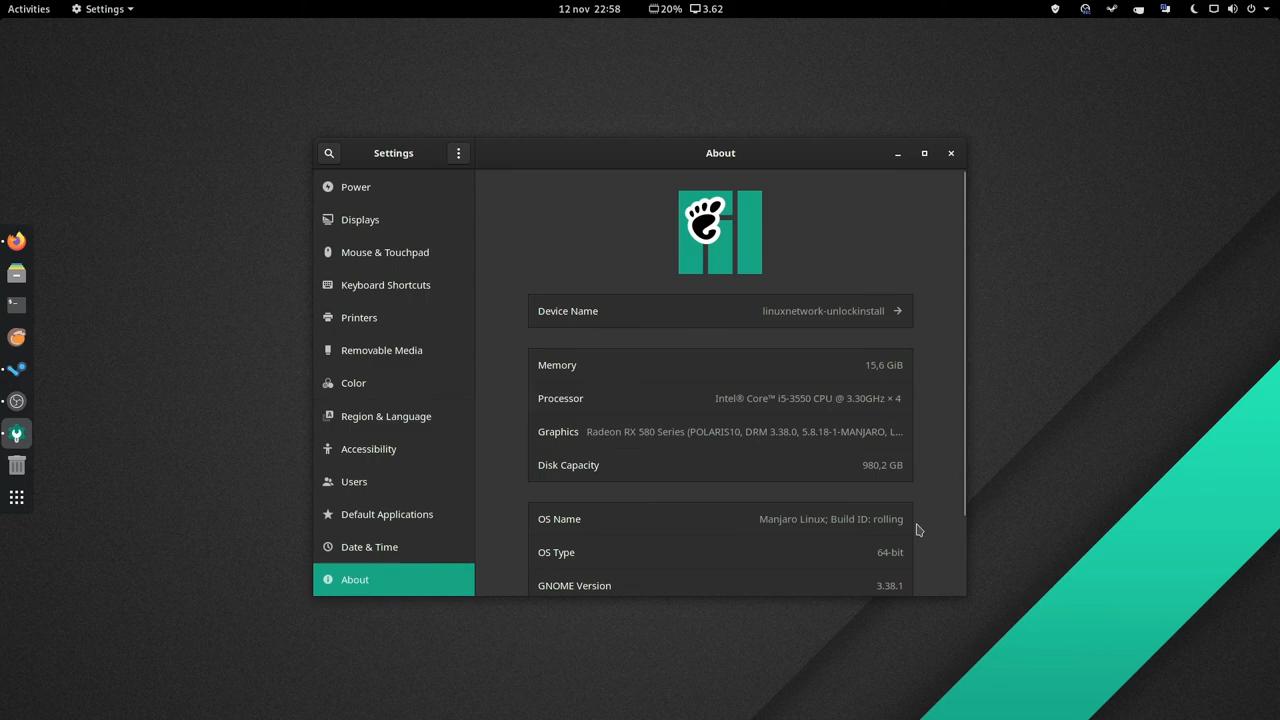 Activities Settings 12 nov 22:58 20% 3.62
Settings About
Power
Displays
Mouse & Touchpad
Keyboard Shortcuts
Printers
Removable Media
Color
Region & Language
Accessibility
Users
Default Applications
Date & Time
About
Device Name linuxnetwork-unlockinstall
Memory 15,6 GiB
Processor Intel® Core™ i5-3550 CPU @ 3.30GHz × 4
Graphics Radeon RX 580 Series (POLARIS10, DRM 3.38.0, 5.8.18-1-MANJARO, L...
Disk Capacity 980,2 GB
OS Name Manjaro Linux; Build ID: rolling
OS Type 64-bit
GNOME Version 3.38.1